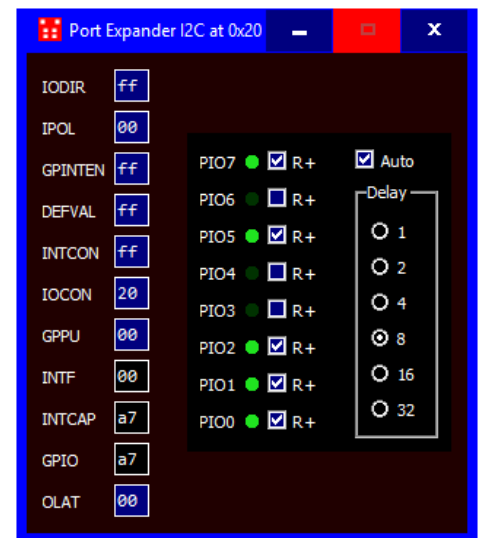 Port Expander I2C at 0x20
IODIR ff
IPOL 00
GPINTEN ff
DEFVAL ff
INTCON ff
IOCON 20
GPPU 00
INTF 00
INTCAP a7
GPIO a7
OLAT 00
PIO7 R+
PIO6 R+
PIO5 R+
PIO4 R+
PIO3 R+
PIO2 R+
PIO1 R+
PIO0 R+
Auto
Delay
1
2
4
8
16
32